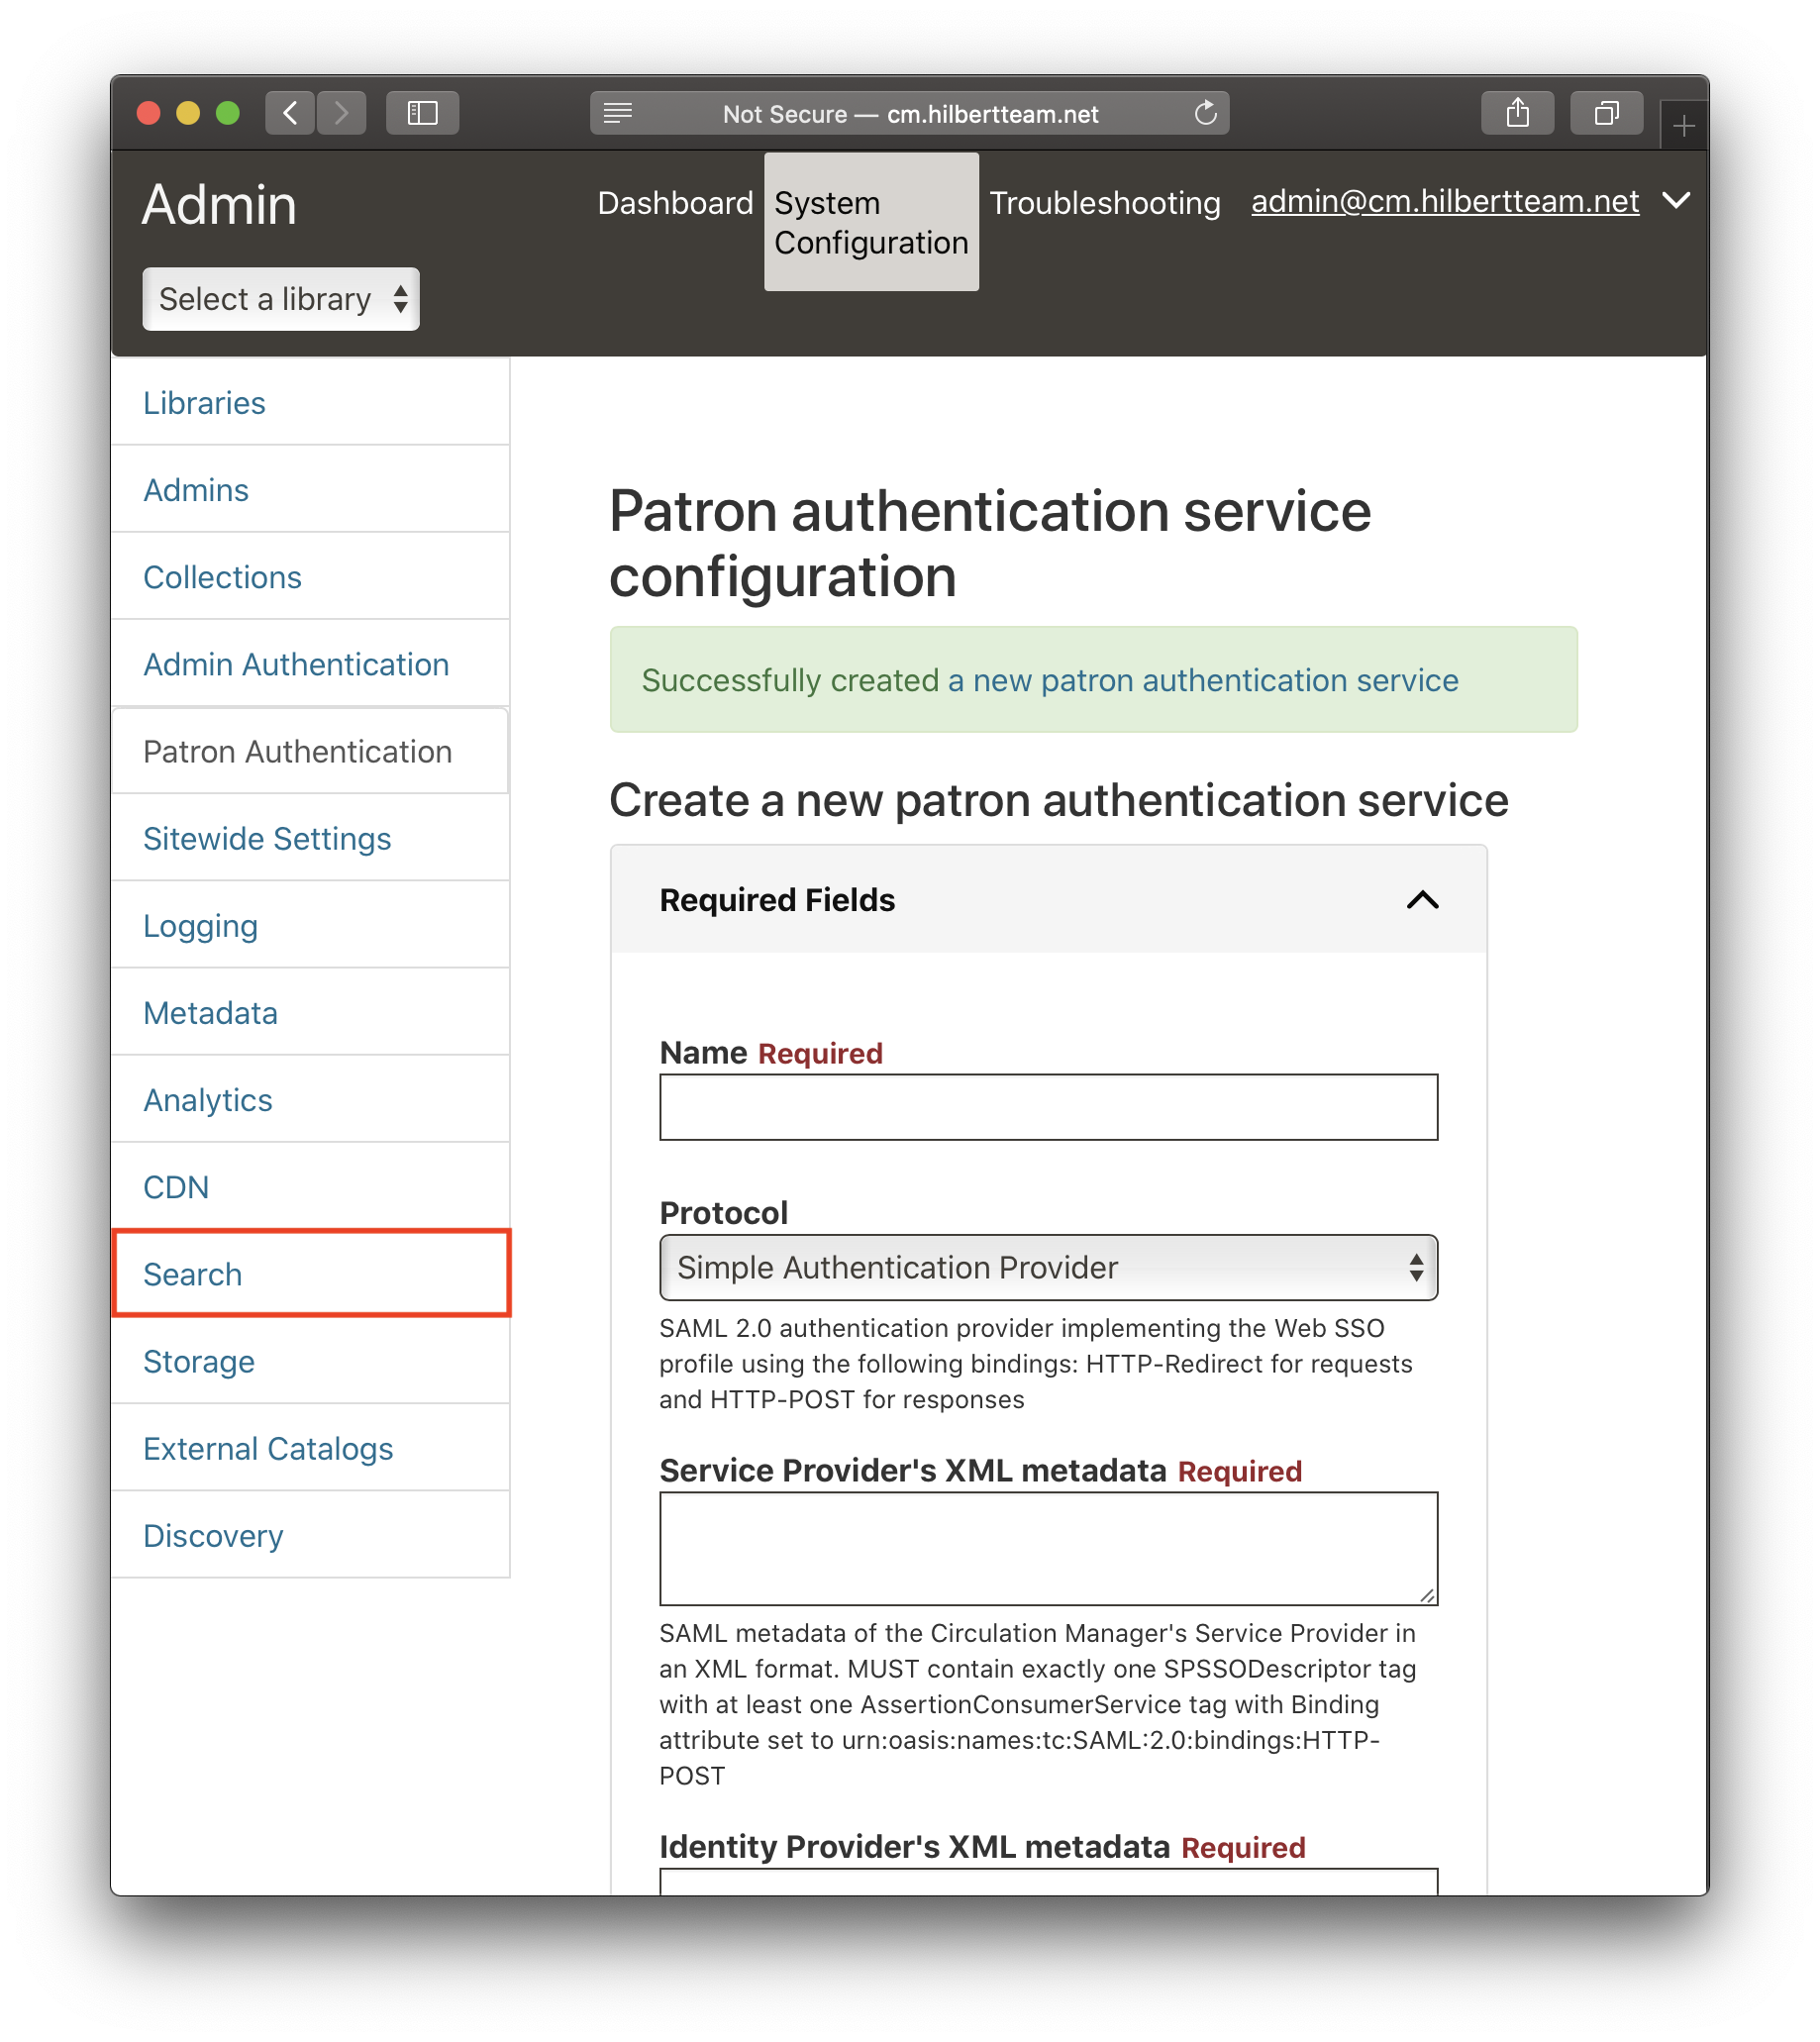 Not Secure — cm.hilbertteam.net
Admin
Dashboard
System
Configuration
Troubleshooting
admin@cm.hilbertteam.net
Select a library
Libraries
Admins
Collections
Admin Authentication
Patron Authentication
Sitewide Settings
Logging
Metadata
Analytics
CDN
Search
Storage
External Catalogs
Discovery
Patron authentication service
configuration
Successfully created a new patron authentication service
Create a new patron authentication service
Required Fields
Name Required
Protocol
Simple Authentication Provider
SAML 2.0 authentication provider implementing the Web SSO
profile using the following bindings: HTTP-Redirect for requests
and HTTP-POST for responses
Service Provider's XML metadata Required
SAML metadata of the Circulation Manager's Service Provider in
an XML format. MUST contain exactly one SPSSODescriptor tag
with at least one AssertionConsumerService tag with Binding
attribute set to urn:oasis:names:tc:SAML:2.0:bindings:HTTP-
POST
Identity Provider's XML metadata Required